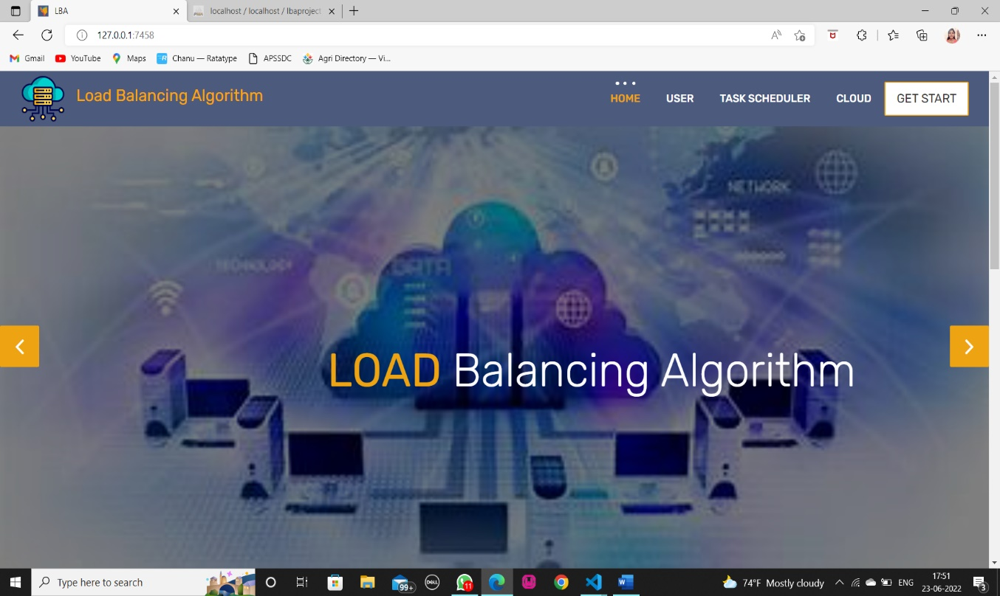 LBA
localhost / localhost / lbaproject
127.0.0.1:7458
Gmail
YouTube
Maps
Chanu — Ratatype
APSSDC
Agri Directory — Vi...
Load Balancing Algorithm
HOME
USER
TASK SCHEDULER
CLOUD
GET START
NETWORK
TECHNOLOGY
DATA
LOAD Balancing Algorithm
Type here to search
99+
DELL
11
W
74°F Mostly cloudy
ENG
17:51
23-06-2022
3